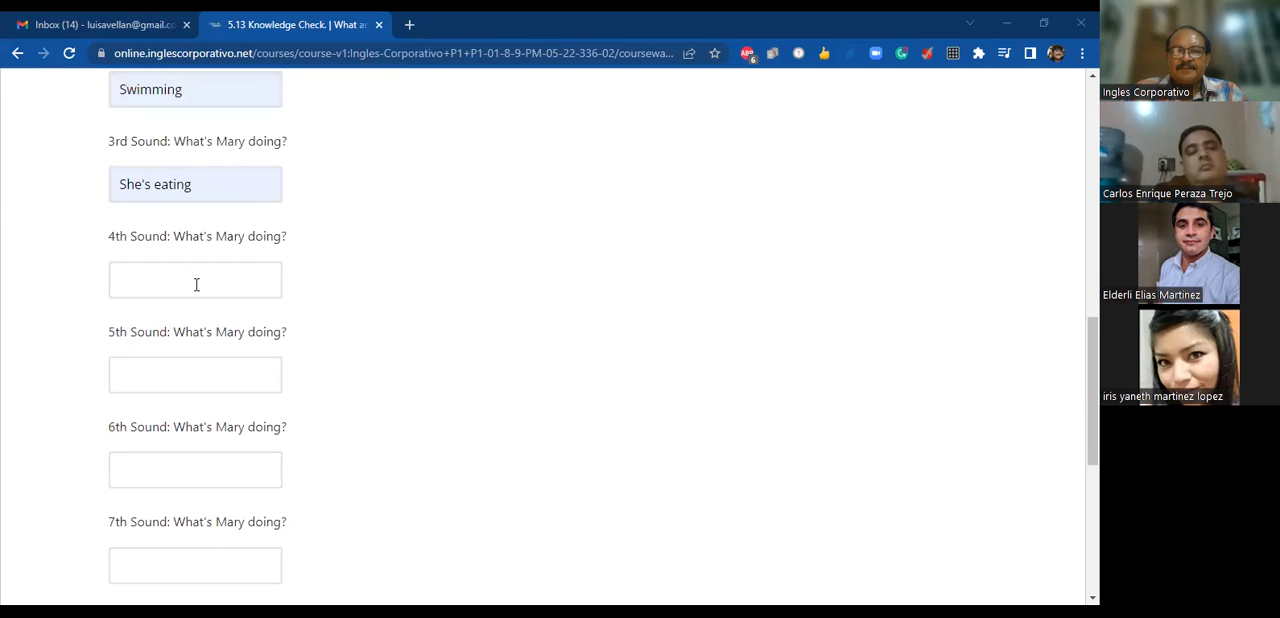 Inbox (14) - luisavellan@gmail.co
5.13 Knowledge Check. | What a
online.inglescorporativo.net/courses/course-v1:Ingles-Corporativo+P1+P1-01-8-9-PM-05-22-336-02/coursewa...
6
Swimming
3rd Sound: What's Mary doing?
She's eating
4th Sound: What's Mary doing?
5th Sound: What's Mary doing?
6th Sound: What's Mary doing?
7th Sound: What's Mary doing?
Ingles Corporativo
Carlos Enrique Peraza Trejo
Elderli Elias Martinez
iris yaneth martinez lopez